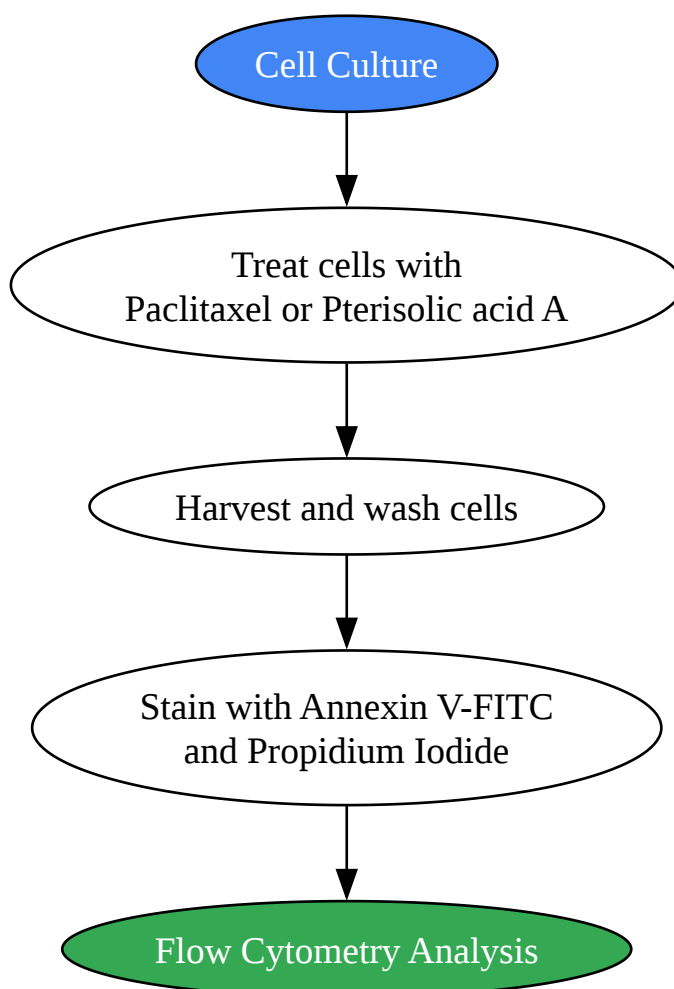 Cell Culture
Treat cells with
Paclitaxel or Pterisolic acid A
Harvest and wash cells
Stain with Annexin V-FITC
and Propidium Iodide
Flow Cytometry Analysis